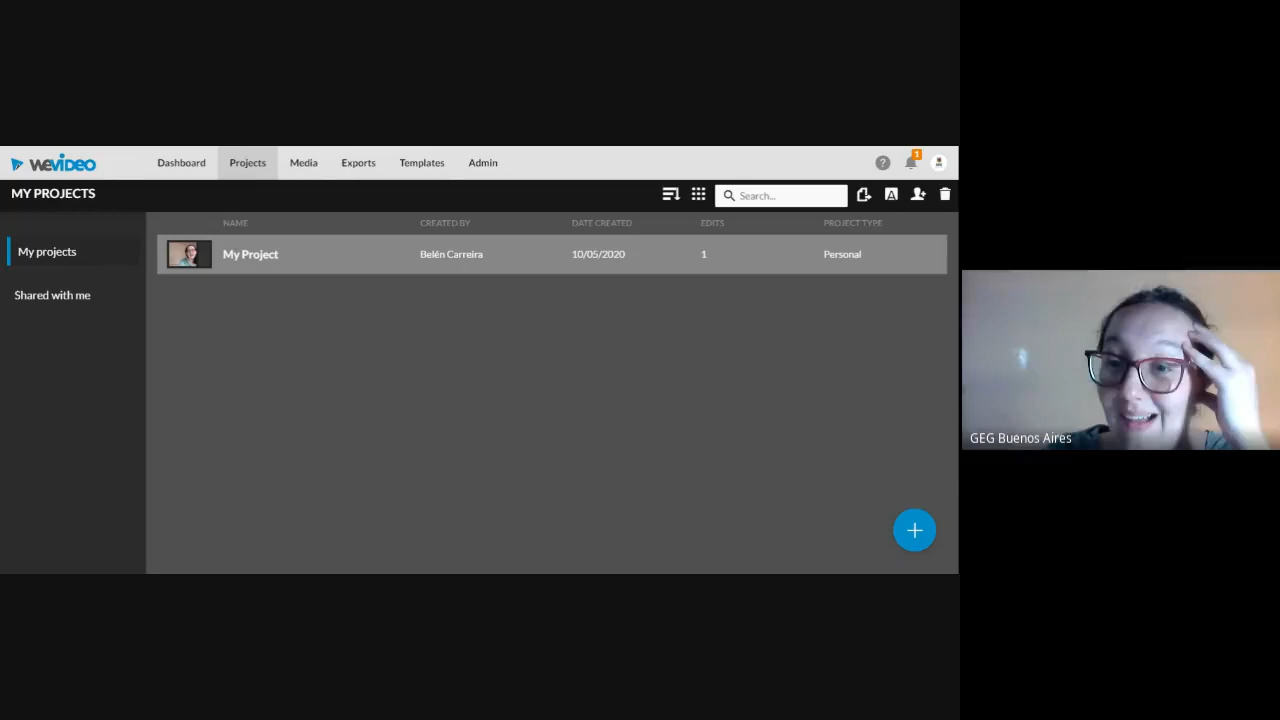 WEVIDEO Dashboard Projects Media Exports Templates Admin ? 1
MY PROJECTS Search... A
NAME CREATED BY DATE CREATED EDITS PROJECT TYPE
My projects
My Project Belén Carreira 10/05/2020 1 Personal
Shared with me
GEG Buenos Aires